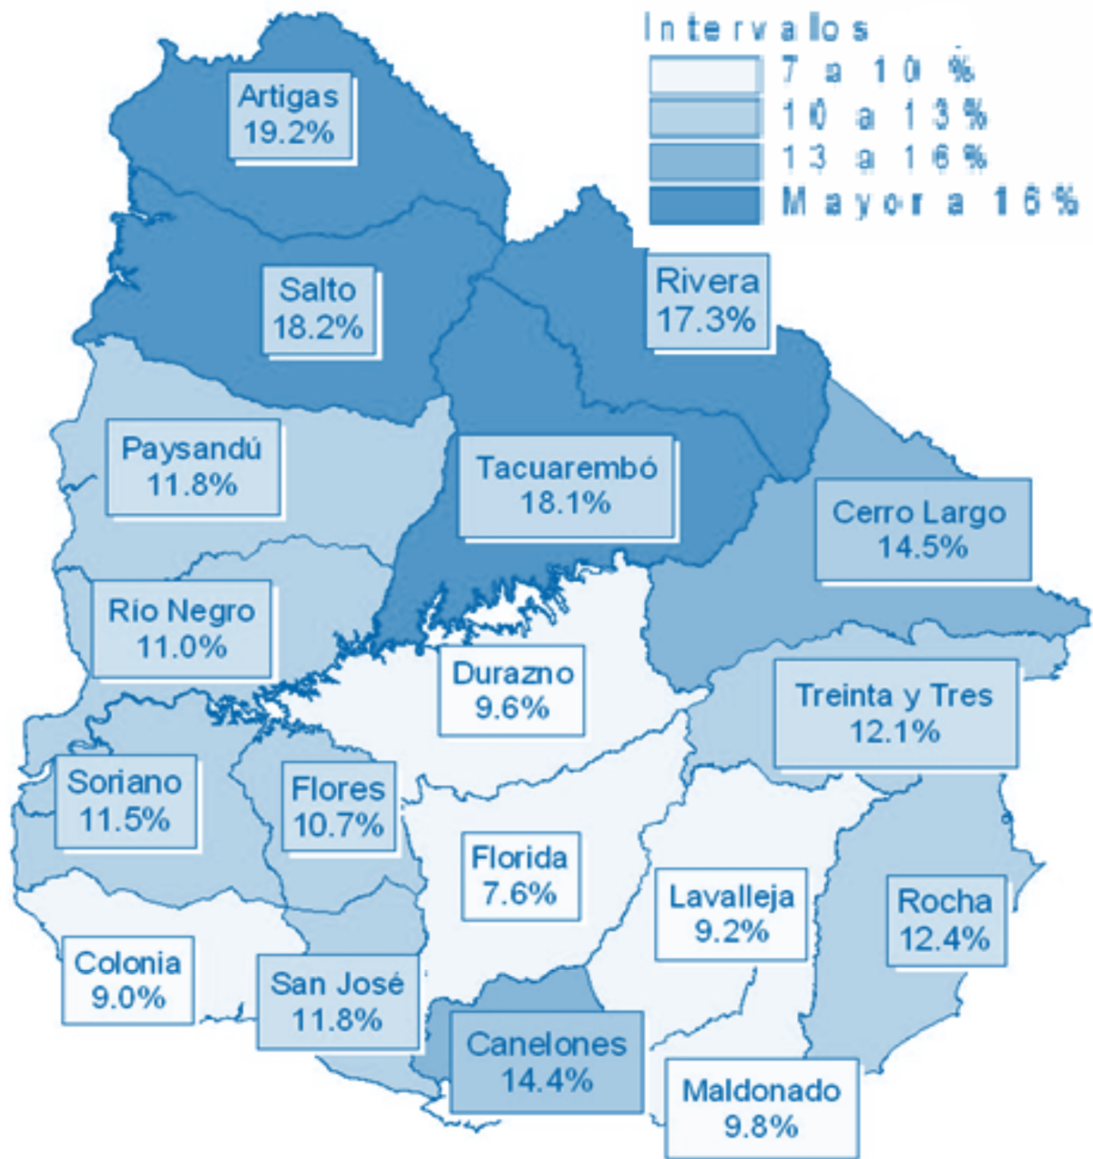 Intervallos
7 a 10 %
10 a 13%
13 a 16%
Mayor a 16%
Artigas
19.2%
Salto
18.2%
Rivera
17.3%
Paysandú
11.8%
Tacuarembó
18.1%
Cerro Largo
14.5%
Río Negro
11.0%
Durazno
9.6%
Treinta y Tres
12.1%
Soriano
11.5%
Flores
10.7%
Florida
7.6%
Lavalleja
9.2%
Rocha
12.4%
Colonia
9.0%
San José
11.8%
Canelones
14.4%
Maldonado
9.8%